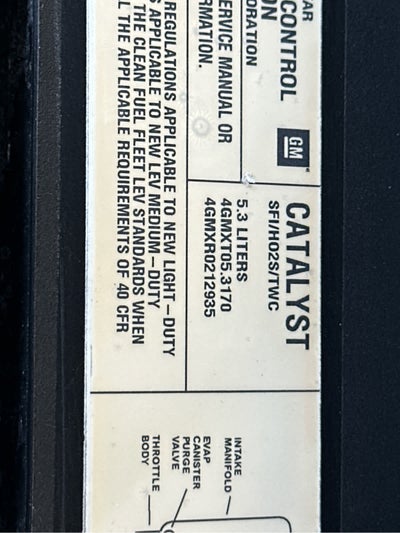 AR
CONTROL
ON
ORATION
ERVICE MANUAL OR
RMATION.
GM
CATALYST
SFI/HO2S/TWC
5.3 LITERS
4GMXT05.3170
4GMXR0212935
REGULATIONS APPLICABLE TO NEW LIGHT-DUTY
S APPLICABLE TO NEW LEV MEDIUM-DUTY
THE CLEAN FUEL FLEET LEV STANDARDS WHEN
L THE APPLICABLE REQUIREMENTS OF 40 CFR
INTAKE
MANIFOLD
EVAP
CANISTER
PURGE
VALVE
THROTTLE
BODY